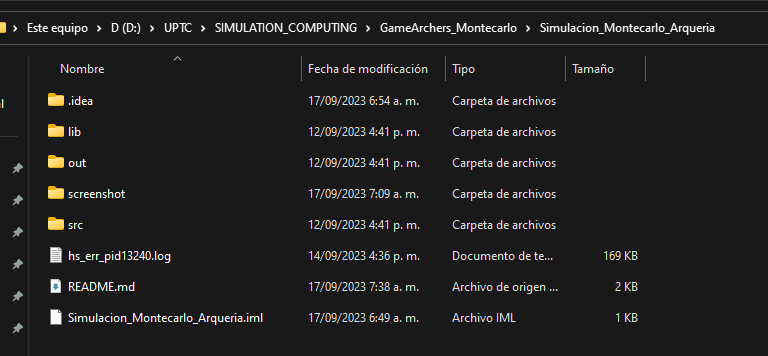 Este equipo > D (D:) > UPTC > SIMULATION_COMPUTING > GameArchers_Montecarlo > Simulacion_Montecarlo_Arqueria
Nombre Fecha de modificación Tipo Tamaño
.idea 17/09/2023 6:54 a. m. Carpeta de archivos
lib 12/09/2023 4:41 p. m. Carpeta de archivos
out 12/09/2023 4:41 p. m. Carpeta de archivos
screenshot 17/09/2023 7:09 a. m. Carpeta de archivos
src 12/09/2023 4:41 p. m. Carpeta de archivos
hs_err_pid13240.log 14/09/2023 4:36 p. m. Documento de te... 169 KB
README.md 17/09/2023 7:38 a. m. Archivo de origen ... 2 KB
Simulacion_Montecarlo_Arqueria.iml 17/09/2023 6:49 a. m. Archivo IML 1 KB